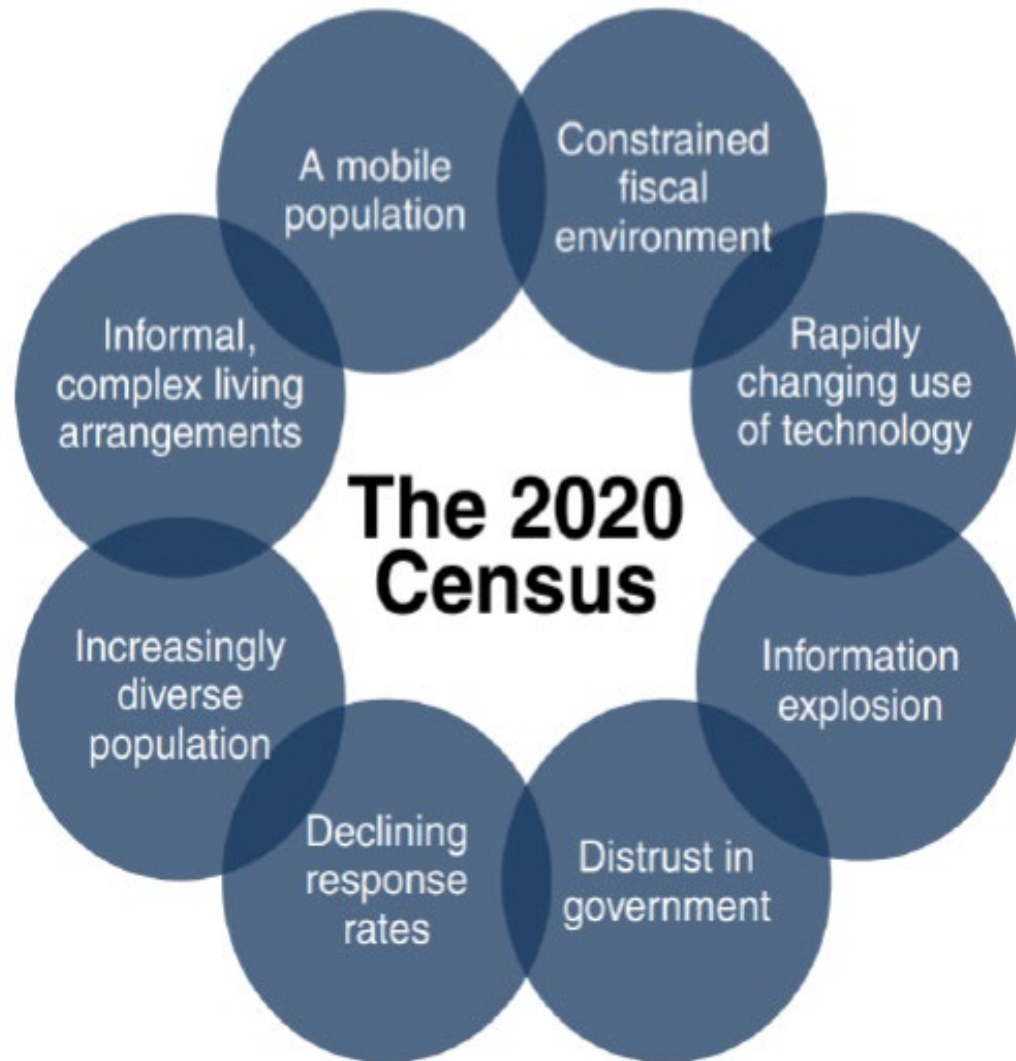 A mobile
population
Constrained
fiscal
environment
Rapidly
changing use
of technology
Information
explosion
Distrust in
government
Declining
response
rates
Increasingly
diverse
population
Informal,
complex living
arrangements
The 2020
Census